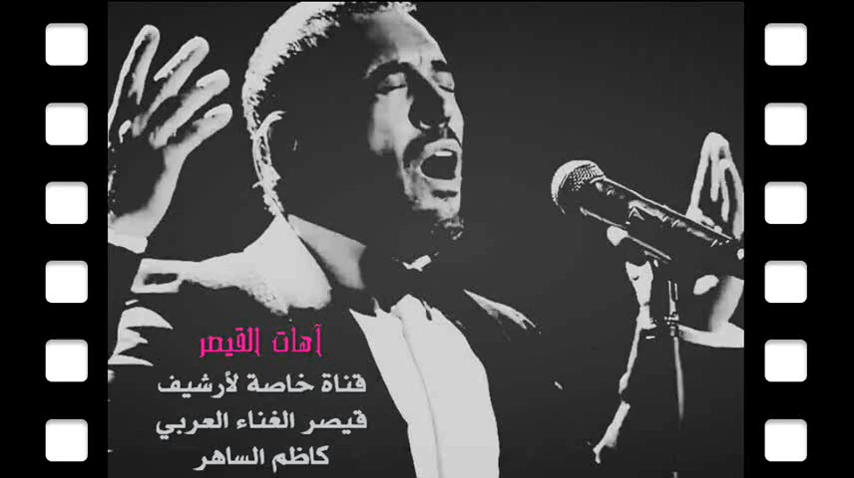 آهات القيصر
قناة خاصة لأرشيف
قيصر الغناء العربي
كاظم الساهر